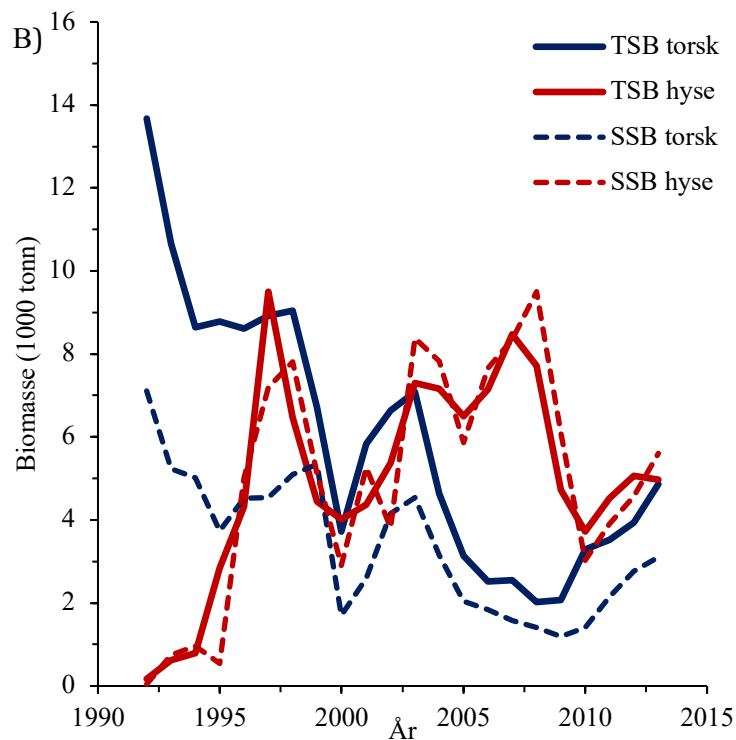 B)
TSB torsk
TSB hyse
SSB torsk
SSB hyse
Biomasse (1000 tonn)
16
14
12
10
8
6
4
2
0
1990 1995 2000 2005 2010 2015
År